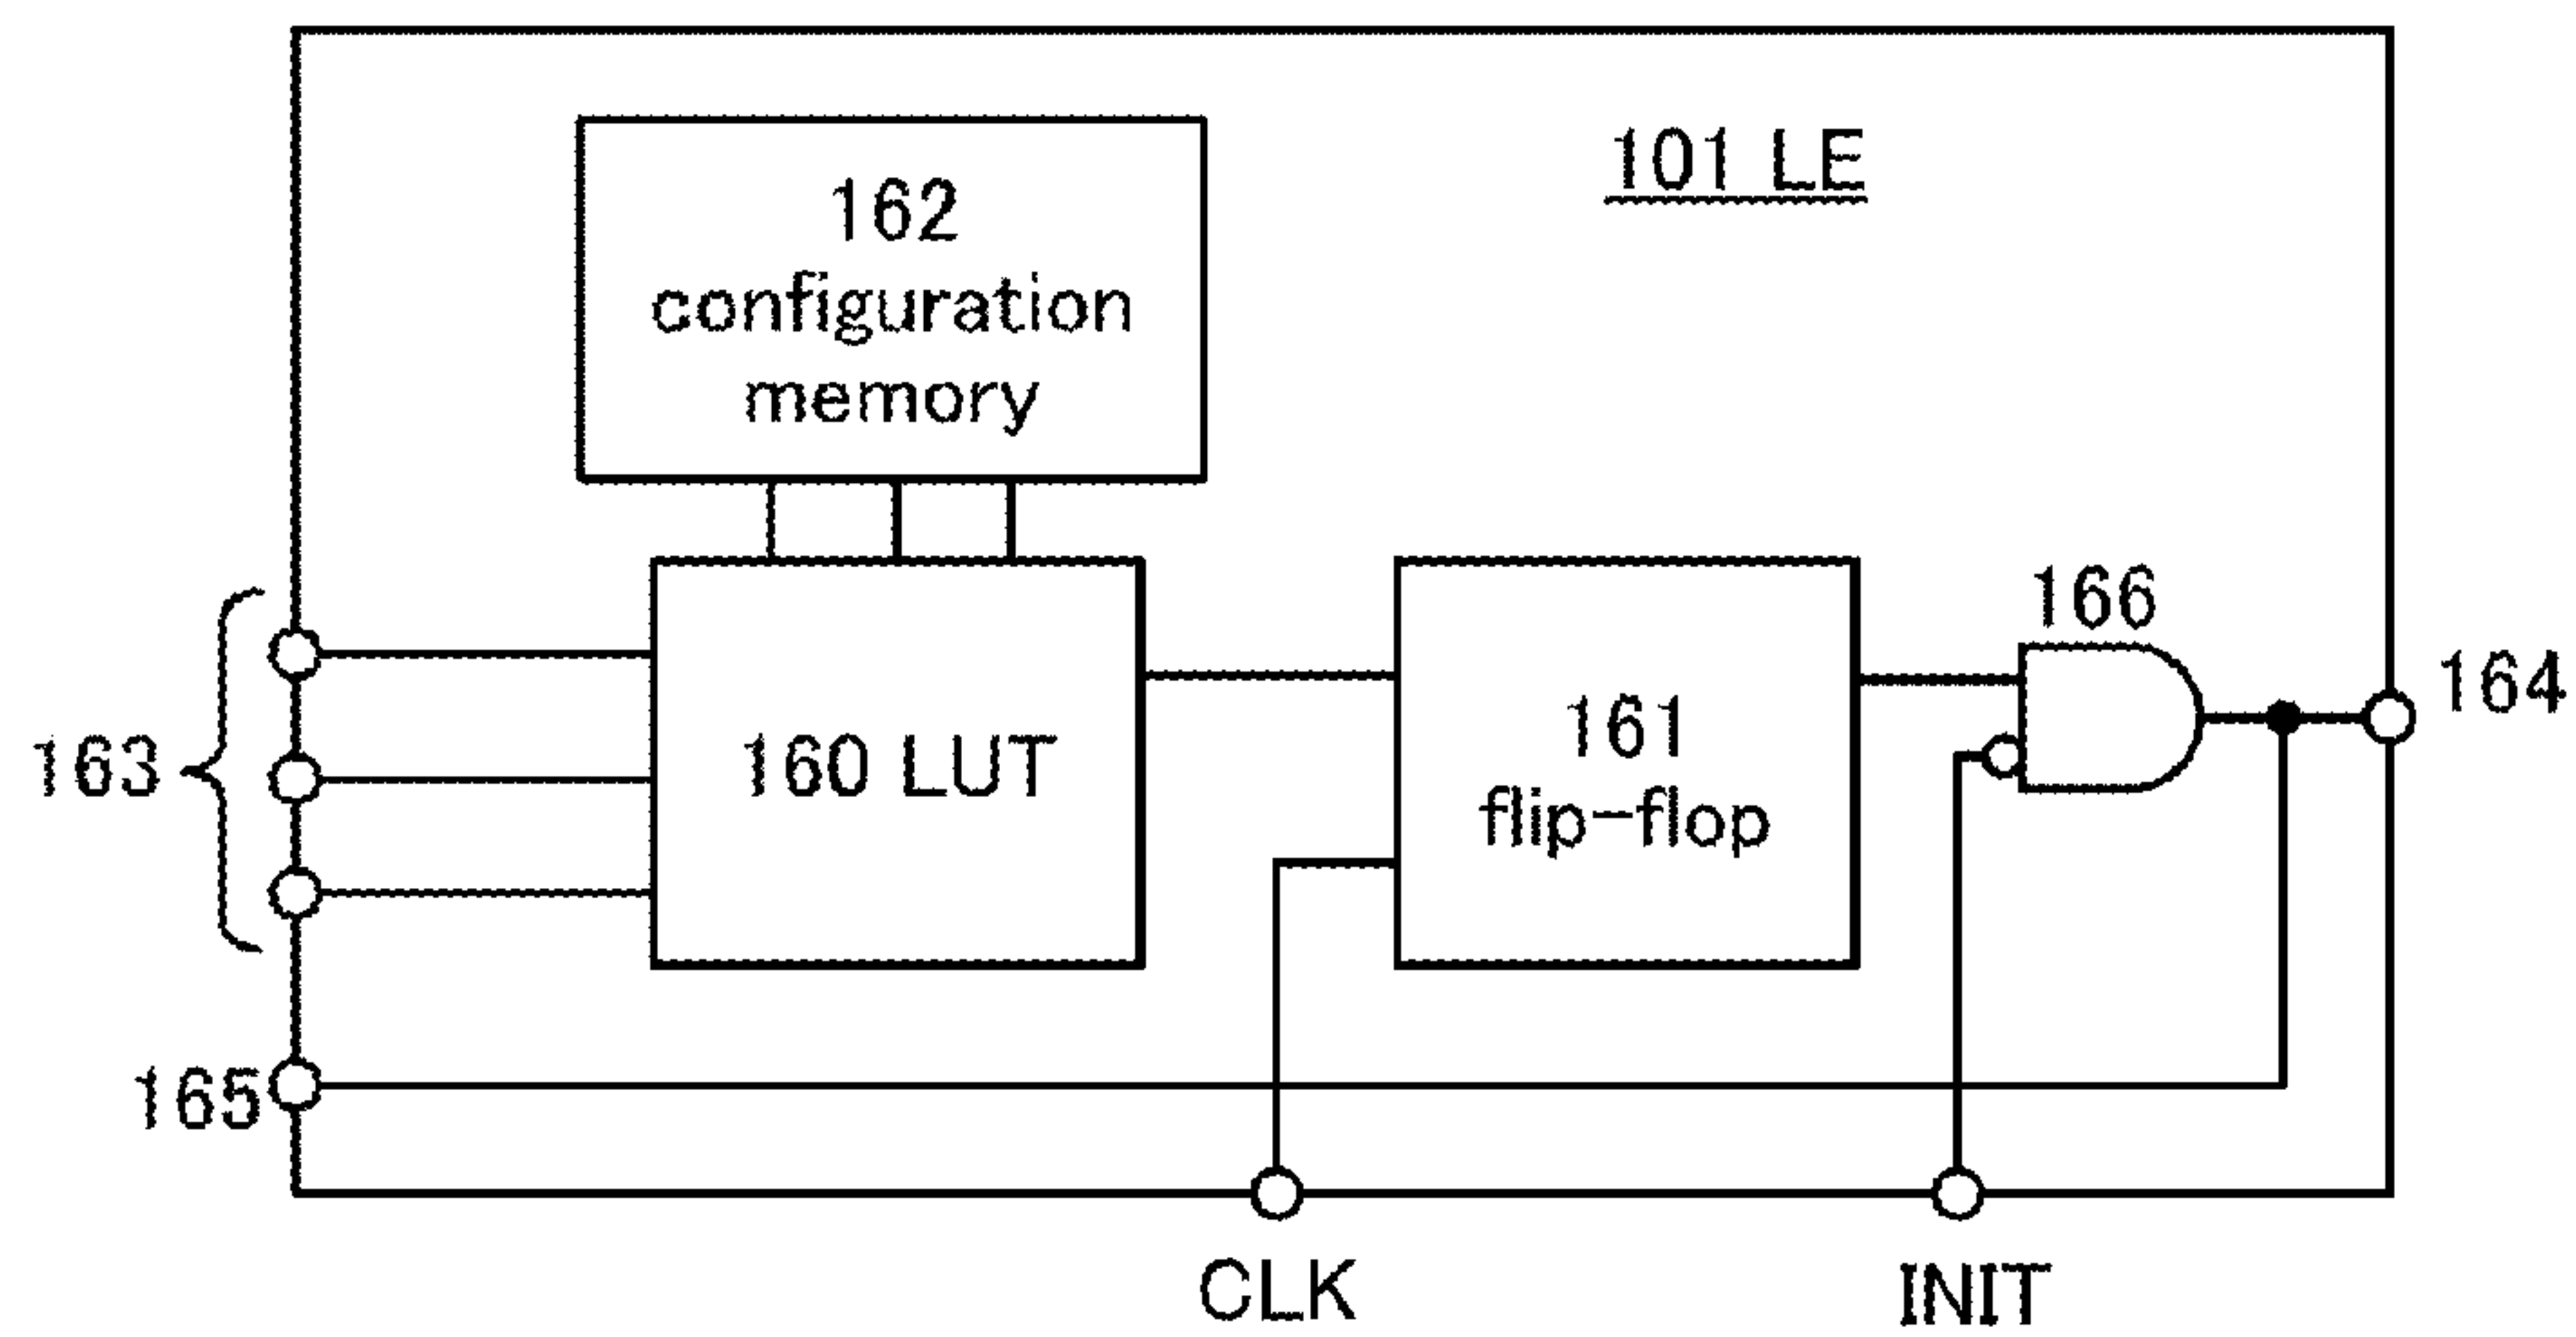 101 LE
162
configuration
memory
166
164
163
160 LUT
161
flip-flop
165
CLK
INIT